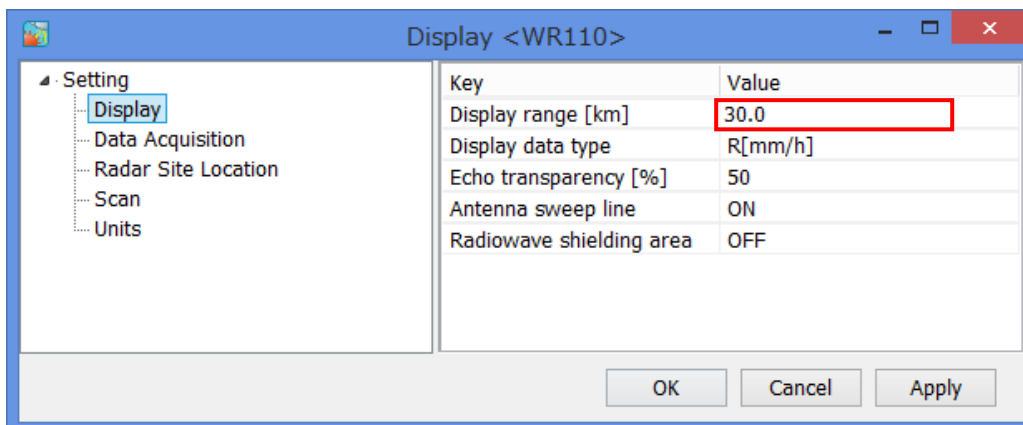 Display <WR110>
Setting
Display
Data Acquisition
Radar Site Location
Scan
Units
Key Value
Display range [km] 30.0
Display data type R[mm/h]
Echo transparency [%] 50
Antenna sweep line ON
Radiowave shielding area OFF
OK Cancel Apply